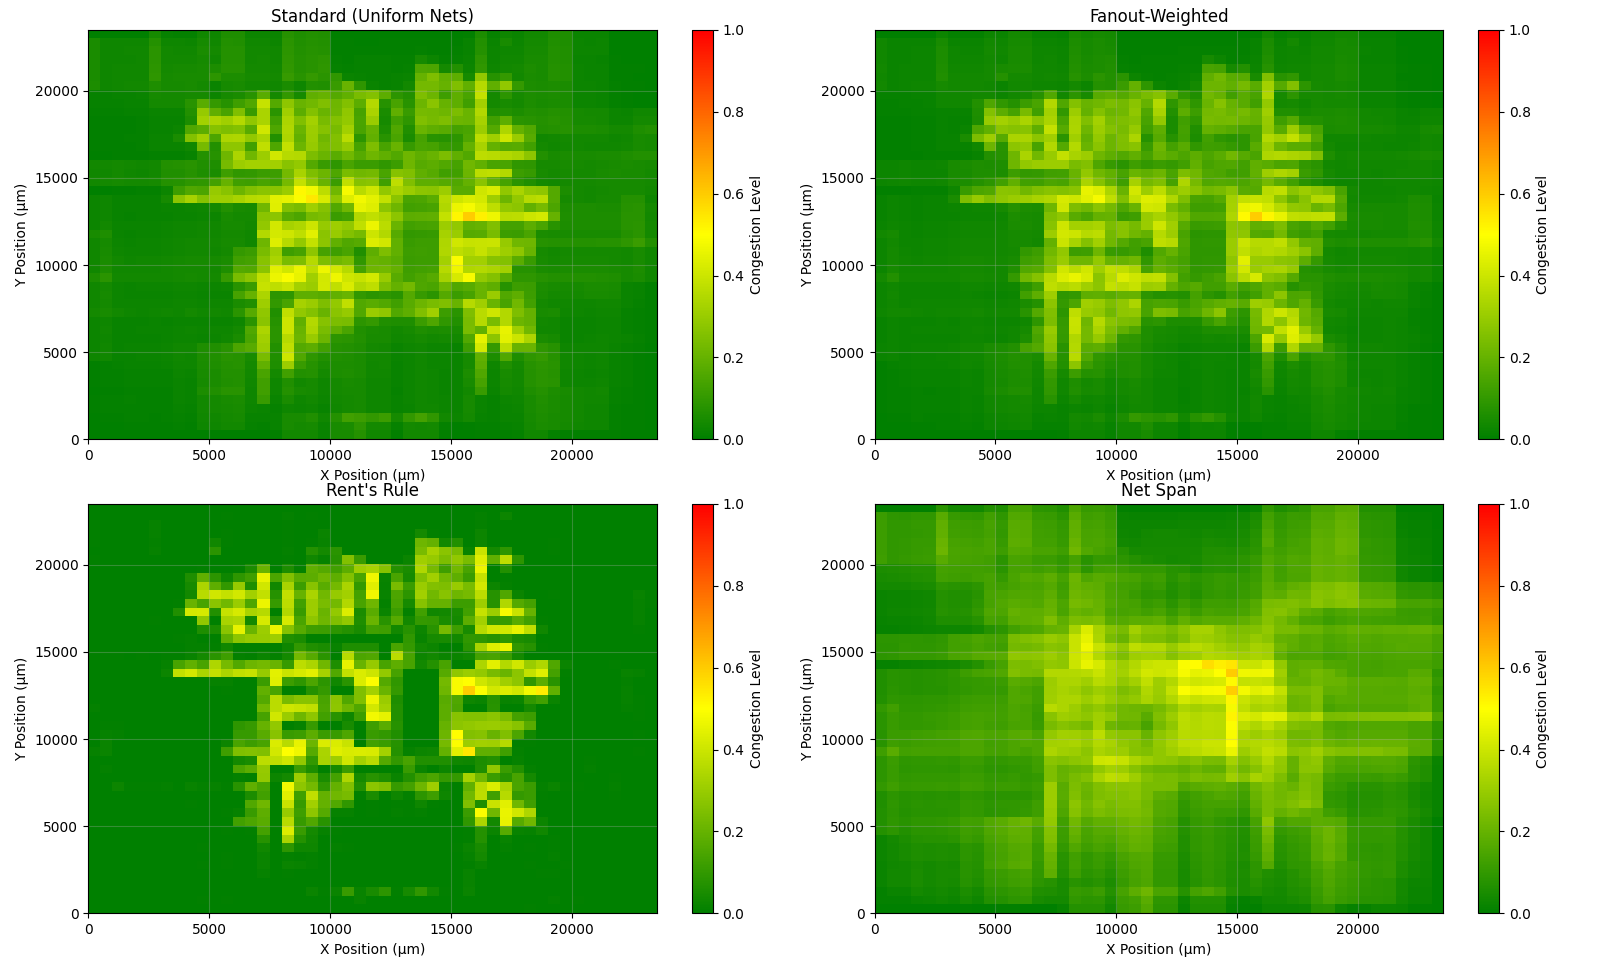 Standard (Uniform Nets)
Y Position (μm)
20000
15000
10000
5000
0
0 5000 10000 15000 20000
X Position (μm)
1.0
0.8
0.6
0.4
0.2
0.0
Congestion Level
Fanout-Weighted
Y Position (μm)
20000
15000
10000
5000
0
0 5000 10000 15000 20000
X Position (μm)
1.0
0.8
0.6
0.4
0.2
0.0
Congestion Level
Rent's Rule
Y Position (μm)
20000
15000
10000
5000
0
0 5000 10000 15000 20000
X Position (μm)
1.0
0.8
0.6
0.4
0.2
0.0
Congestion Level
Net Span
Y Position (μm)
20000
15000
10000
5000
0
0 5000 10000 15000 20000
X Position (μm)
1.0
0.8
0.6
0.4
0.2
0.0
Congestion Level